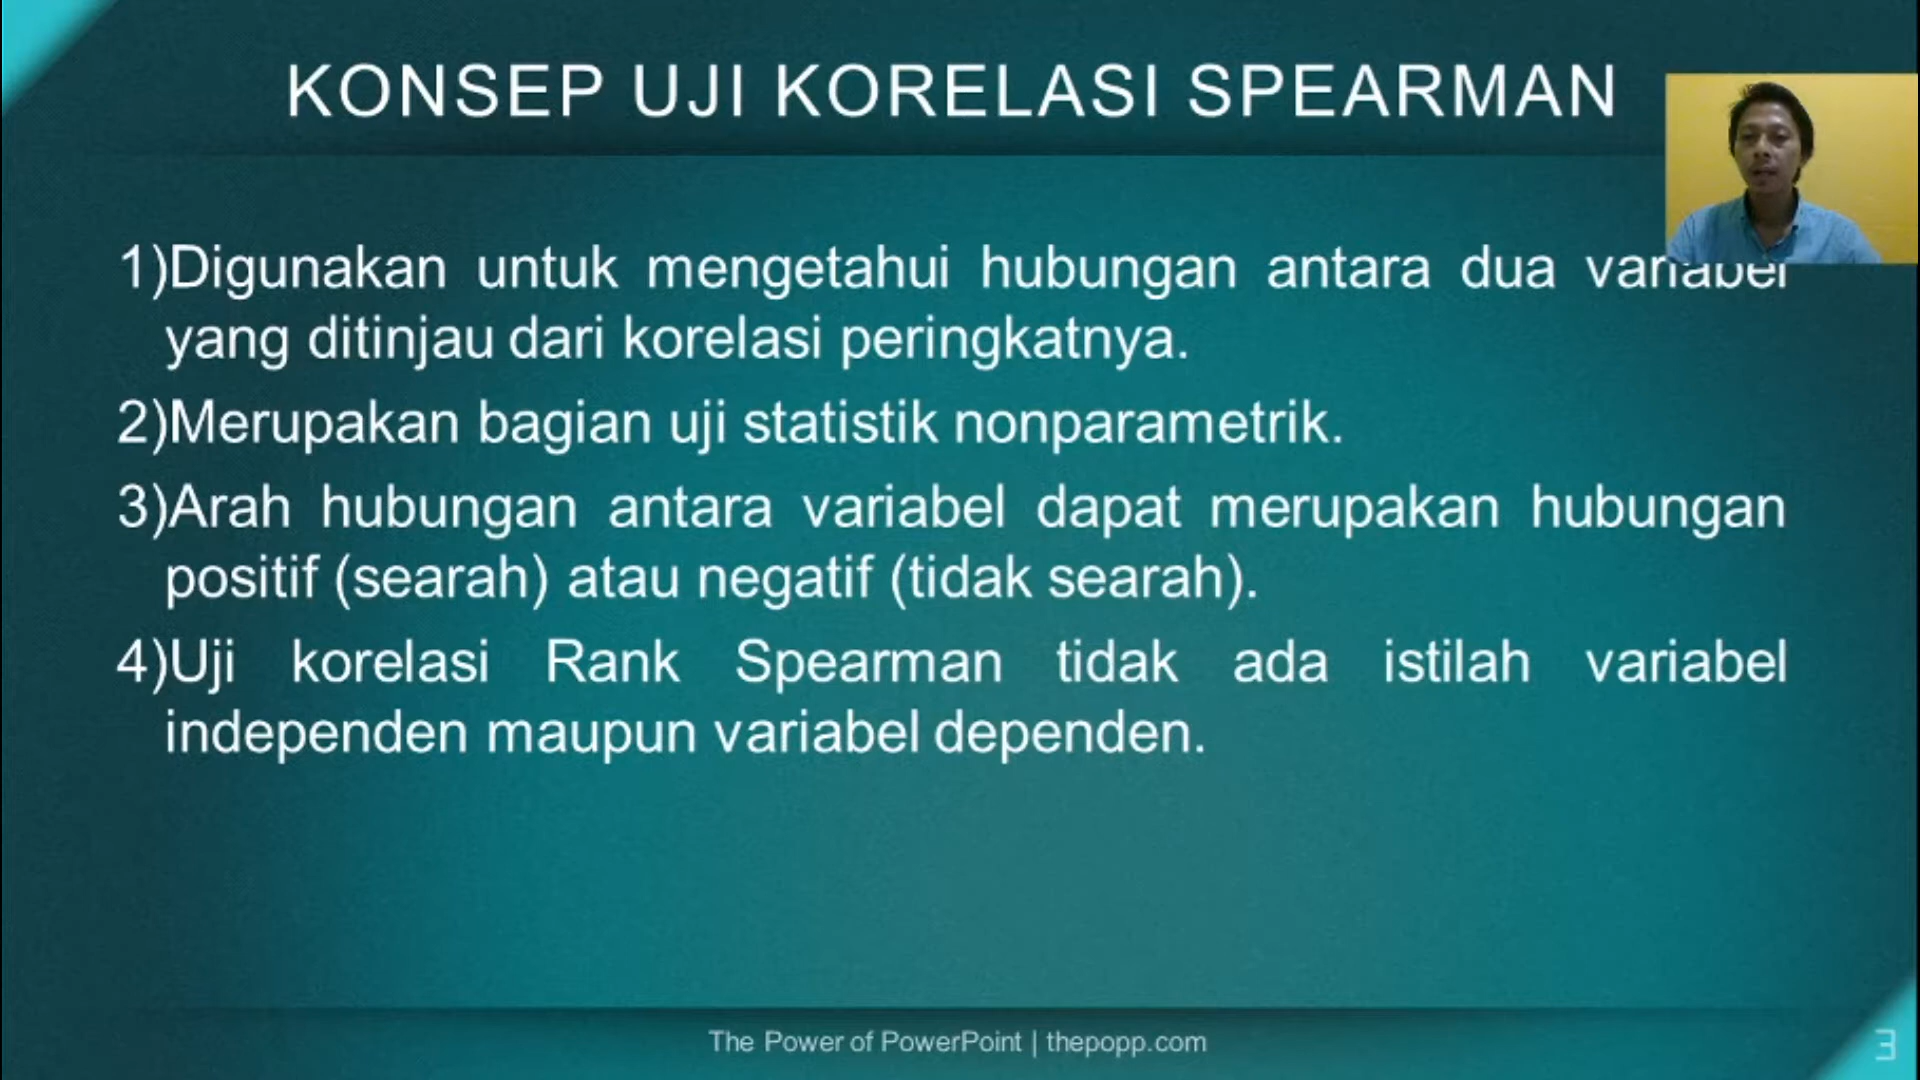 KONSEP UJI KORELASI SPEARMAN
1)Digunakan untuk mengetahui hubungan antara dua variabel
yang ditinjau dari korelasi peringkatnya.
2)Merupakan bagian uji statistik nonparametrik.
3)Arah hubungan antara variabel dapat merupakan hubungan
positif (searah) atau negatif (tidak searah).
4)Uji korelasi Rank Spearman tidak ada istilah variabel
independen maupun variabel dependen.
The Power of PowerPoint | thepopp.com
3